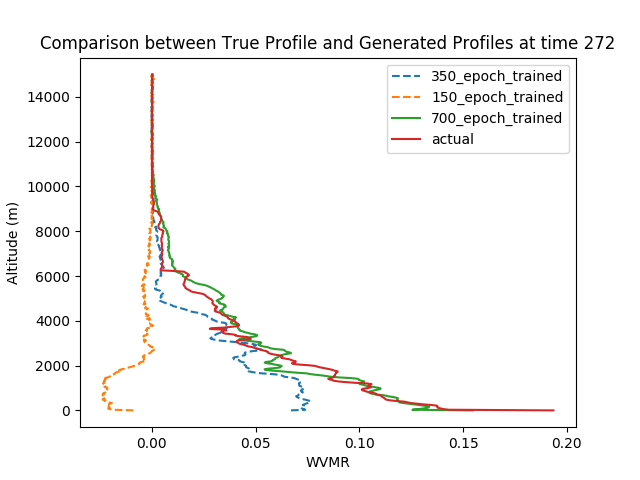 Comparison between True Profile and Generated Profiles at time 272
350_epoch_trained
150_epoch_trained
700_epoch_trained
actual
Altitude (m)
14000
12000
10000
8000
6000
4000
2000
0
0.00 0.05 0.10 0.15 0.20
WVMR